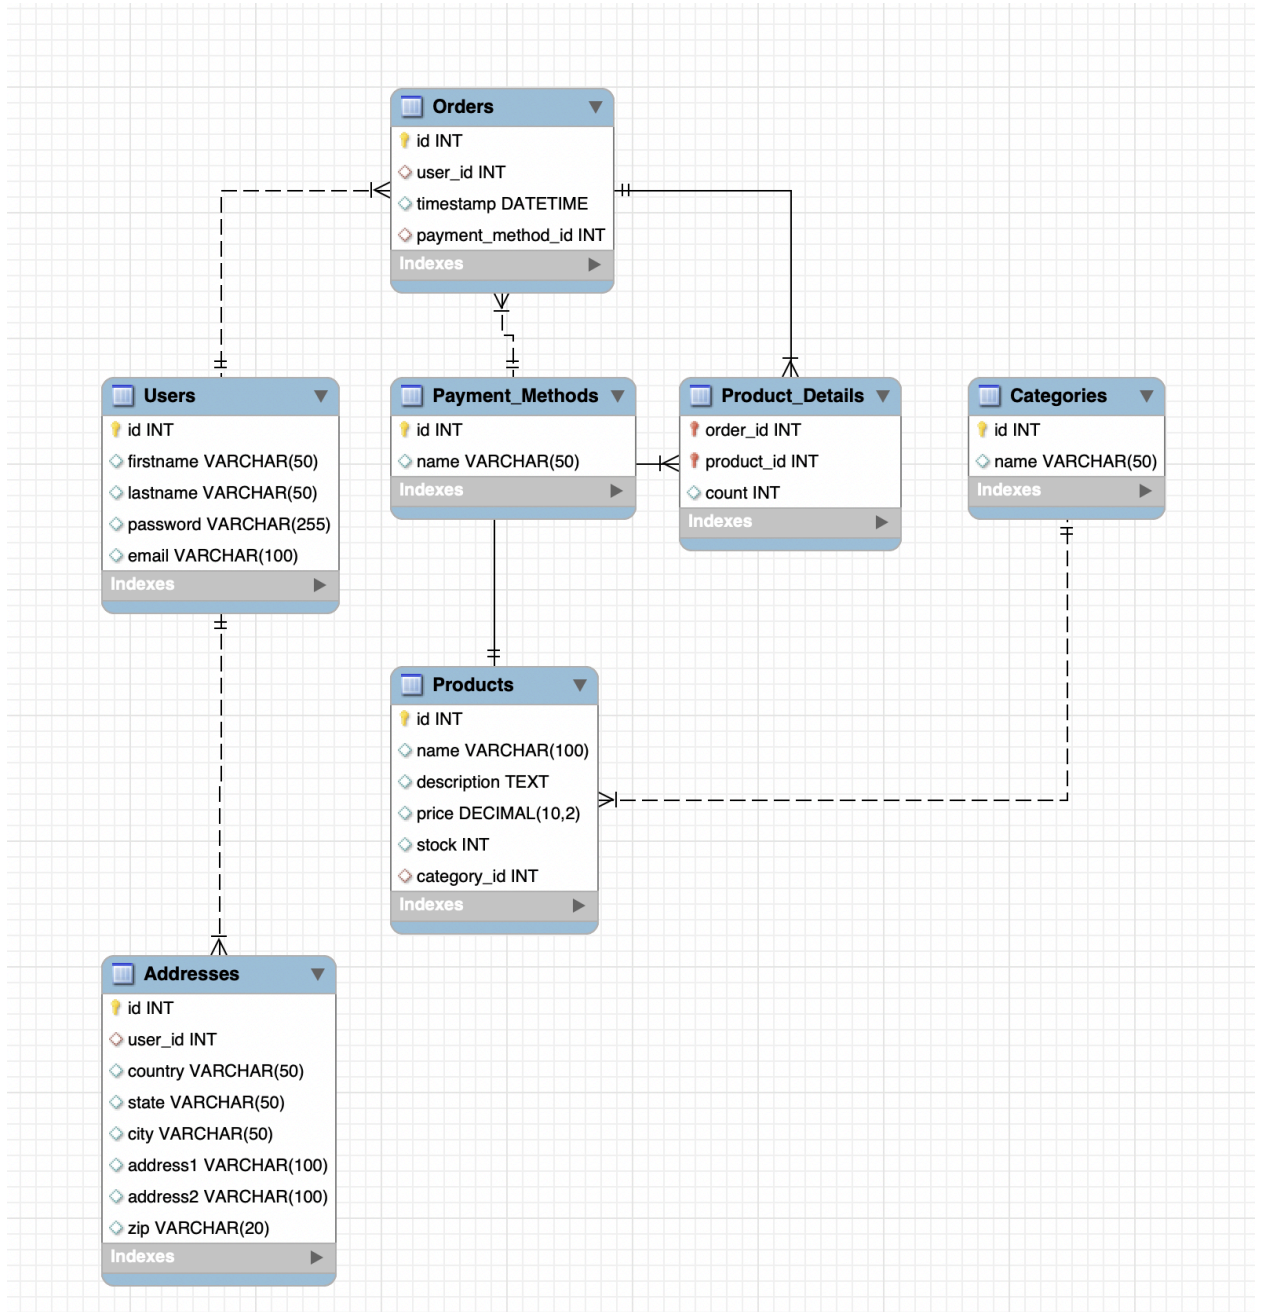 Orders
id INT
user_id INT
timestamp DATETIME
payment_method_id INT
Indexes
Users
id INT
firstname VARCHAR(50)
lastname VARCHAR(50)
password VARCHAR(255)
email VARCHAR(100)
Indexes
Payment_Methods
id INT
name VARCHAR(50)
Indexes
Product_Details
order_id INT
product_id INT
count INT
Indexes
Categories
id INT
name VARCHAR(50)
Indexes
Products
id INT
name VARCHAR(100)
description TEXT
price DECIMAL(10,2)
stock INT
category_id INT
Indexes
Addresses
id INT
user_id INT
country VARCHAR(50)
state VARCHAR(50)
city VARCHAR(50)
address1 VARCHAR(100)
address2 VARCHAR(100)
zip VARCHAR(20)
Indexes